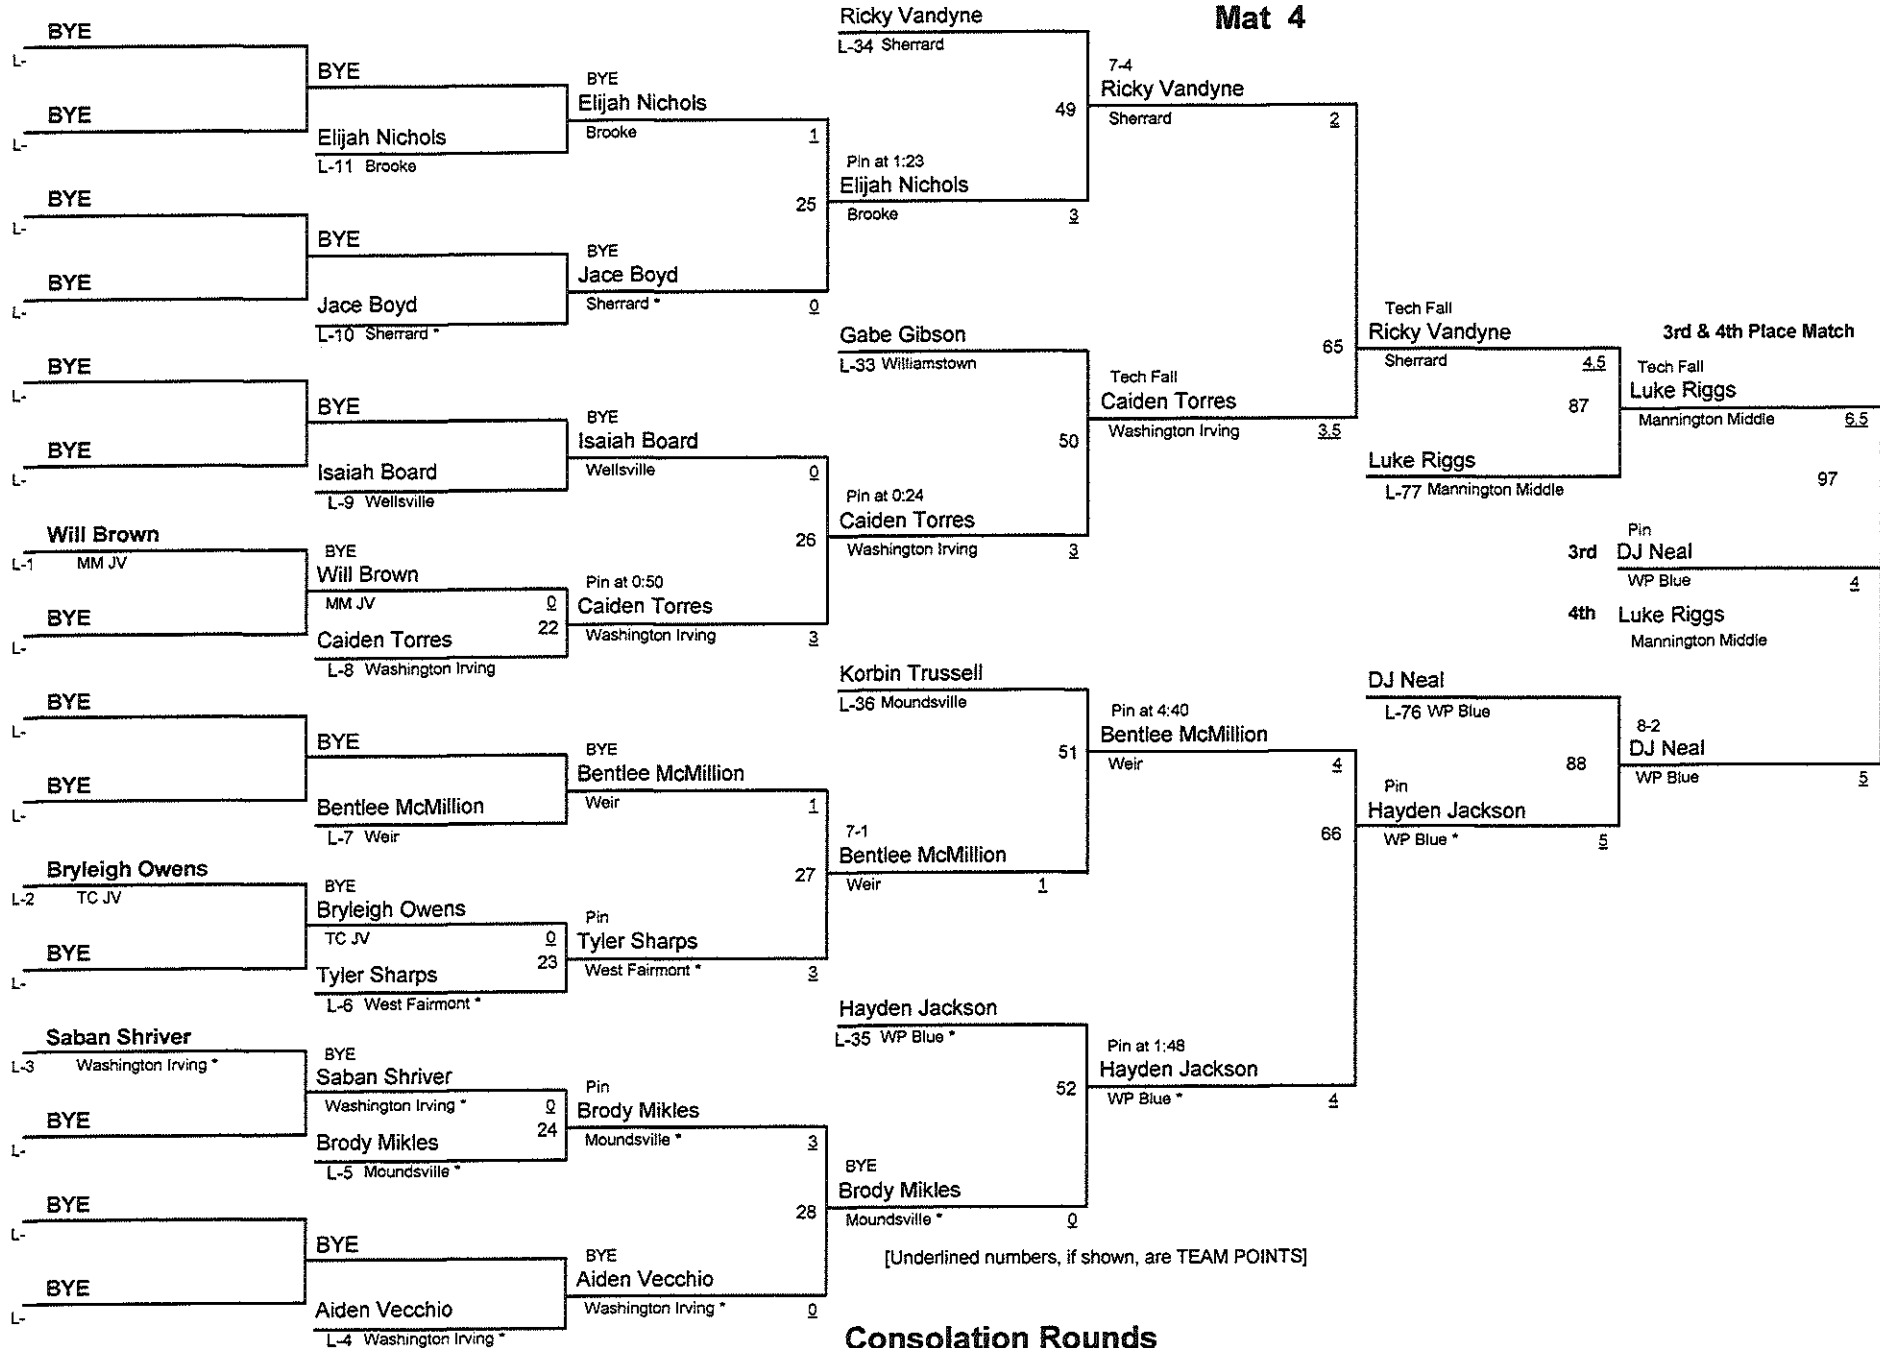 Mat 4
BYE
L-
BYE
L-
BYE
L-
BYE
L-
BYE
L-
BYE
L-
Will Brown
L-1 MM JV
BYE
L-
BYE
L-
BYE
L-
Bryleigh Owens
L-2 TC JV
BYE
L-
Saban Shriver
L-3 Washington Irving *
BYE
L-
BYE
L-
BYE
L-
BYE
Elijah Nichols
L-11 Brooke
BYE
Jace Boyd
L-10 Sherrard *
BYE
Isaiah Board
L-9 Wellsville
BYE
Will Brown
MM JV
0
22
Caiden Torres
L-8 Washington Irving
BYE
Bentlee McMillion
L-7 Weir
BYE
Bryleigh Owens
TC JV
0
23
Tyler Sharps
L-6 West Fairmont *
BYE
Saban Shriver
Washington Irving *
0
24
Brody Mikles
L-5 Moundsville *
BYE
Aiden Vecchio
L-4 Washington Irving *
BYE
Elijah Nichols
Brooke
1
25
BYE
Jace Boyd
Sherrard *
0
BYE
Isaiah Board
Wellsville
0
26
Pin at 0:50
Caiden Torres
Washington Irving
3
BYE
Bentlee McMillion
Weir
1
27
Pin
Tyler Sharps
West Fairmont *
3
Pin
Brody Mikles
Moundsville *
3
28
BYE
Aiden Vecchio
Washington Irving *
0
Ricky Vandyne
L-34 Sherrard
49
Pin at 1:23
Elijah Nichols
Brooke
3
Gabe Gibson
L-33 Williamstown
50
Pin at 0:24
Caiden Torres
Washington Irving
3
Korbin Trussell
L-36 Moundsville
51
7-1
Bentlee McMillion
Weir
1
Hayden Jackson
L-35 WP Blue *
52
BYE
Brody Mikles
Moundsville *
0
7-4
Ricky Vandyne
Sherrard
2
65
Tech Fall
Caiden Torres
Washington Irving
3.5
Pin at 4:40
Bentlee McMillion
Weir
4
66
Pin at 1:48
Hayden Jackson
WP Blue *
4
Tech Fall
Ricky Vandyne
Sherrard
4.5
87
Luke Riggs
L-77 Mannington Middle
DJ Neal
L-76 WP Blue
88
Pin
Hayden Jackson
WP Blue *
5
3rd & 4th Place Match
Tech Fall
Luke Riggs
Mannington Middle
6.5
97
Pin
3rd DJ Neal
WP Blue
4
4th Luke Riggs
Mannington Middle
8-2
DJ Neal
WP Blue
5
[Underlined numbers, if shown, are TEAM POINTS]
Consolation Rounds